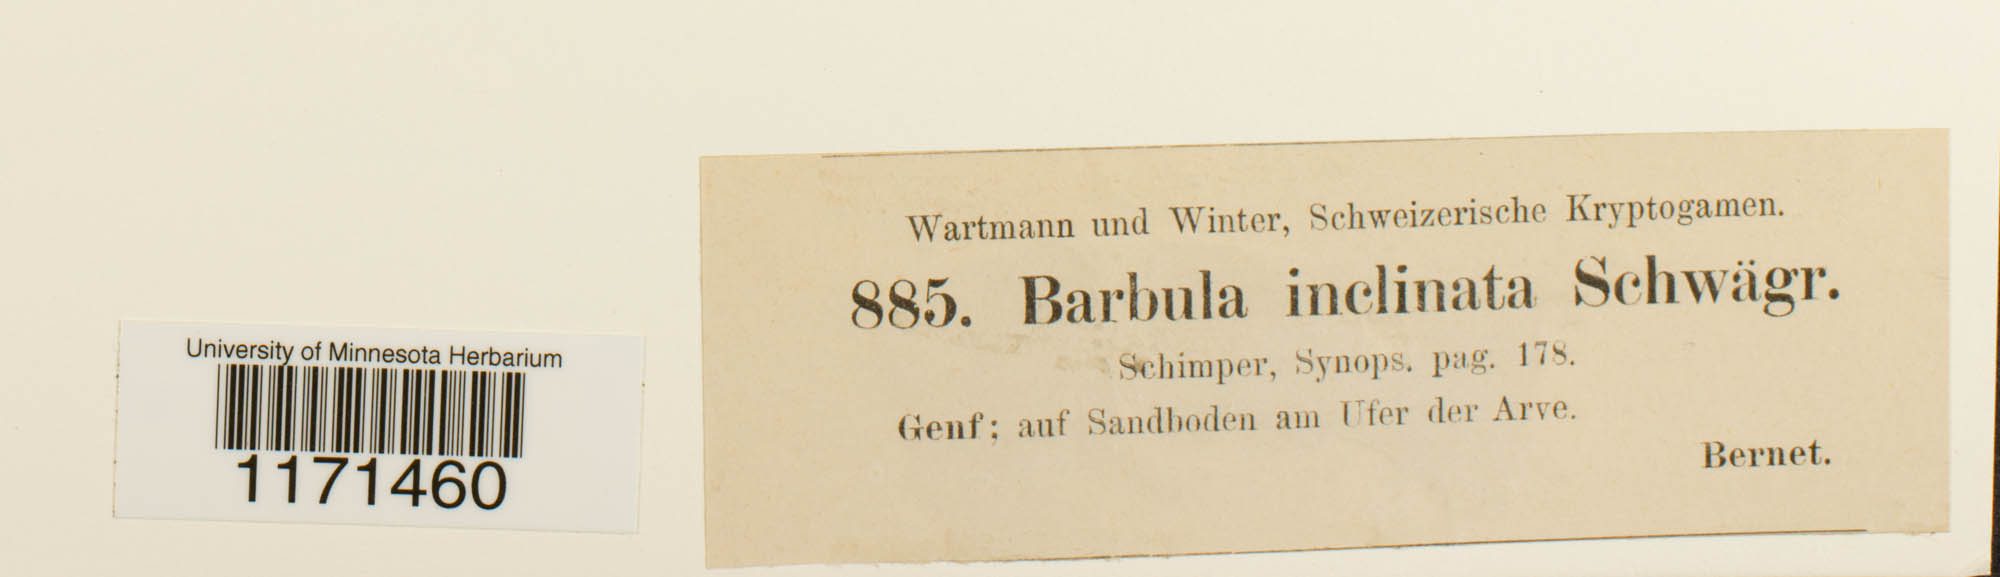 Wartmann und Winter, Schweizerische Kryptogamen.
885. Barbula inclinata Schwägr.
Schimper, Synops. pag. 178.
Genf; auf Sandboden am Ufer der Arve.
Bernet.
University of Minnesota Herbarium
1171460